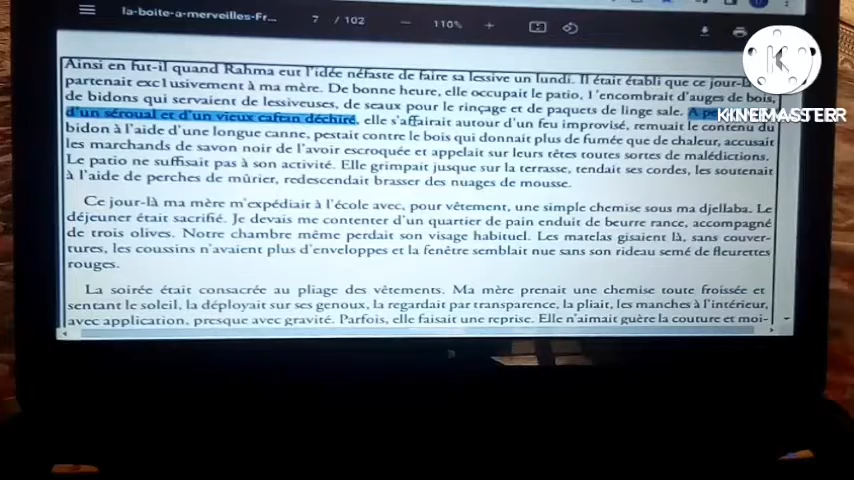 la-boite-a-merveilles-Fr...
7 / 102
110%
Ainsi en fut-il quand Rahma eut l'idée néfaste de faire sa lessive un lundi. Il était établi que ce jour-là
partenait exclusivement à ma mère. De bonne heure, elle occupait le patio, l'encombrait d'auges de bois,
de bidons qui servaient de lessiveuses, de seaux pour le rinçage et de paquets de linge sale. A
d'un séroual et d'un vieux caftan déchiré, elle s'affairait autour d'un feu improvisé, remuait le contenu du
bidon à l'aide d'une longue canne, pestait contre le bois qui donnait plus de fumée que de chaleur, accusait
les marchands de savon noir de l'avoir escroquée et appelait sur leurs têtes toutes sortes de malédictions.
Le patio ne suffisait pas à son activité. Elle grimpait jusque sur la terrasse, tendait ses cordes, les soutenait
à l'aide de perches de mûrier, redescendait brasser des nuages de mousse.
Ce jour-là ma mère m'expédiait à l'école avec, pour vêtement, une simple chemise sous ma djellaba. Le
déjeuner était sacrifié. Je devais me contenter d'un quartier de pain enduit de beurre rance, accompagné
de trois olives. Notre chambre même perdait son visage habituel. Les matelas gisaient là, sans couver-
tures, les coussins n'avaient plus d'enveloppes et la fenêtre semblait nue sans son rideau semé de fleurettes
rouges.
La soirée était consacrée au pliage des vêtements. Ma mère prenait une chemise toute froissée et
sentant le soleil, la déployait sur ses genoux, la regardait par transparence, la pliait, les manches à l'intérieur,
avec application, presque avec gravité. Parfois, elle faisait une reprise. Elle n'aimait guère la couture et moi-
K
KINEMASTER